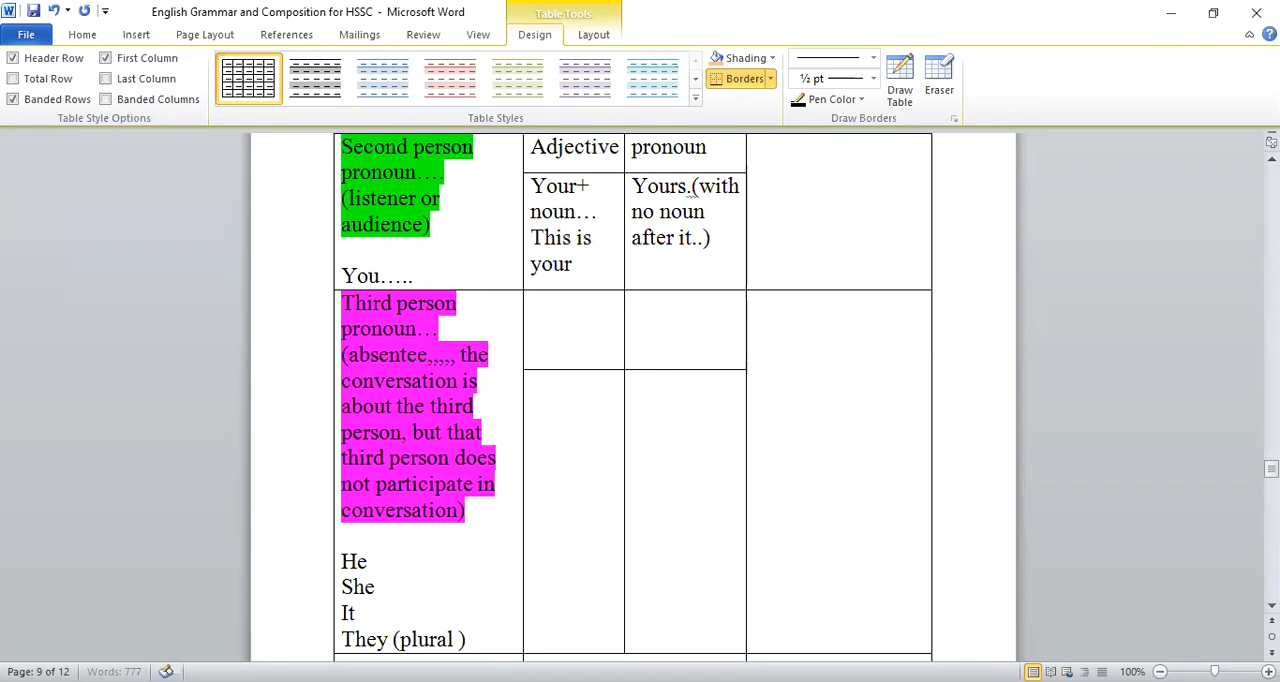 English Grammar and Composition for HSSC - Microsoft Word
Table Tools
File Home Insert Page Layout References Mailings Review View Design Layout
Header Row First Column
Total Row Last Column
Banded Rows Banded Columns
Table Style Options
Table Styles
Shading
Borders
½ pt
Pen Color
Draw Table
Eraser
Draw Borders
Second person
pronoun….
(listener or
audience)
You…..
Adjective
pronoun
Your+
noun…
This is
your
Yours.(with
no noun
after it..)
Third person
pronoun…
(absentee,,,,, the
conversation is
about the third
person, but that
third person does
not participate in
conversation)
He
She
It
They (plural )
Page: 9 of 12 Words: 777 100%